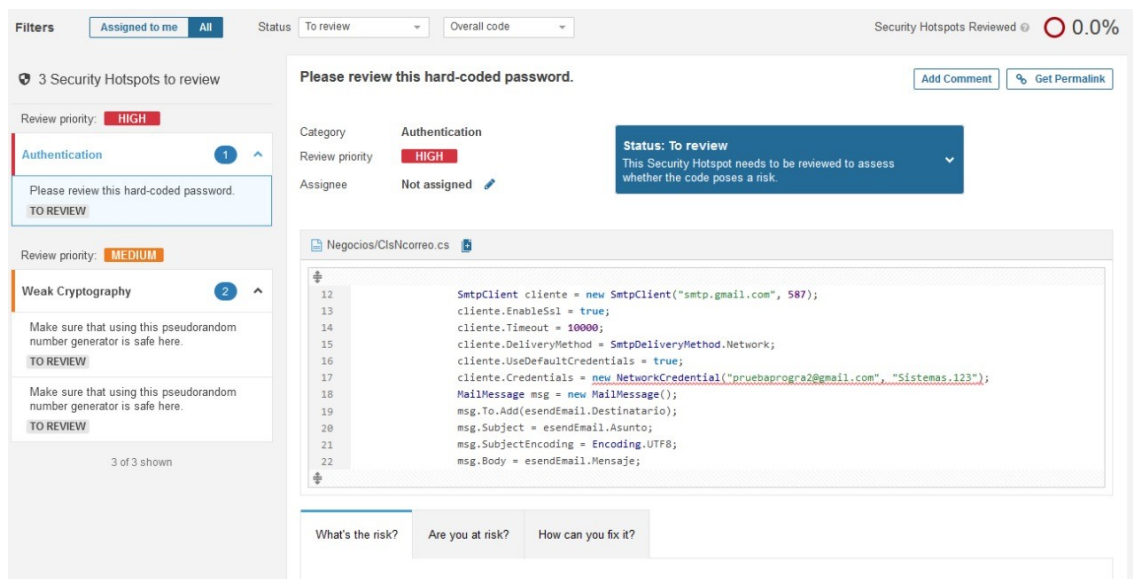 Filters
Assigned to me
All
Status
To review
Overall code
Security Hotspots Reviewed
0.0%
3 Security Hotspots to review
Review priority: HIGH
Authentication
1
Please review this hard-coded password.
TO REVIEW
Review priority: MEDIUM
Weak Cryptography
2
Make sure that using this pseudorandom
number generator is safe here.
TO REVIEW
Make sure that using this pseudorandom
number generator is safe here.
TO REVIEW
3 of 3 shown
Please review this hard-coded password.
Add Comment
Get Permalink
Category Authentication
Review priority HIGH
Assignee Not assigned
Status: To review
This Security Hotspot needs to be reviewed to assess
whether the code poses a risk.
Negocios/ClsNcorreo.cs
12 SmtpClient cliente = new SmtpClient("smtp.gmail.com", 587);
13 cliente.EnableSsl = true;
14 cliente.Timeout = 10000;
15 cliente.DeliveryMethod = SmtpDeliveryMethod.Network;
16 cliente.UseDefaultCredentials = true;
17 cliente.Credentials = new NetworkCredential("pruebaprogra2@gmail.com", "Sistemas.123");
18 MailMessage msg = new MailMessage();
19 msg.To.Add(esendEmail.Destinatario);
20 msg.Subject = esendEmail.Asunto;
21 msg.SubjectEncoding = Encoding.UTF8;
22 msg.Body = esendEmail.Mensaje;
What's the risk?
Are you at risk?
How can you fix it?